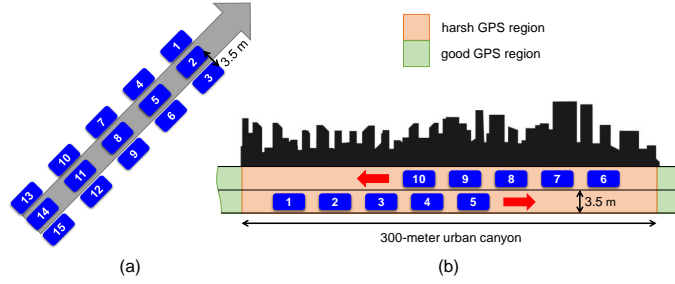 1
2
3
3.5 m
4
5
6
7
8
9
10
11
12
13
14
15
(a)
harsh GPS region
good GPS region
10 9 8 7 6
1 2 3 4 5
3.5 m
300-meter urban canyon
(b)